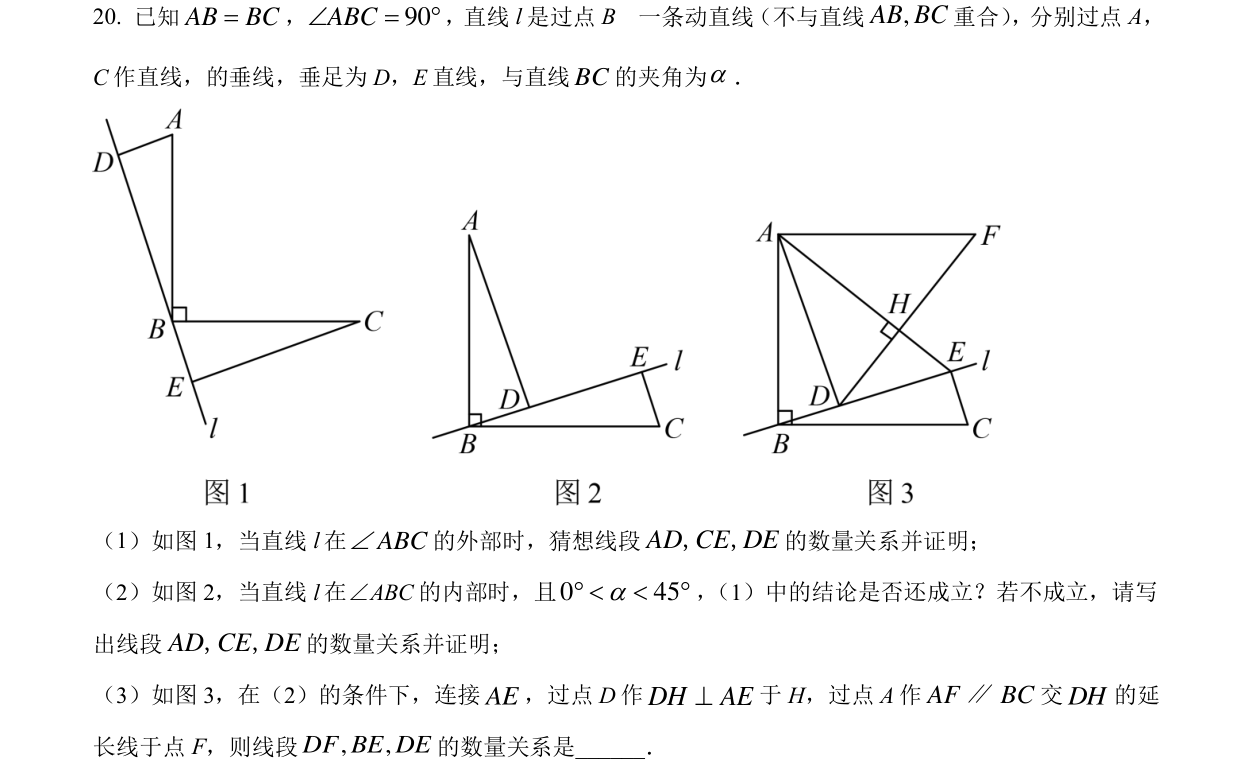 20. 已知 AB = BC，∠ABC = 90°，直线 l 是过点 B 一条动直线（不与直线 AB, BC 重合），分别过点 A，
C 作直线，的垂线，垂足为 D，E 直线，与直线 BC 的夹角为 α．
A
D
B
C
E
l
A
E
l
D
B
C
A
F
H
E
l
D
B
C
图 1 图 2 图 3
（1）如图 1，当直线 l 在∠ABC 的外部时，猜想线段 AD, CE, DE 的数量关系并证明；
（2）如图 2，当直线 l 在∠ABC 的内部时，且 0° < α < 45°，（1）中的结论是否还成立？若不成立，请写
出线段 AD, CE, DE 的数量关系并证明；
（3）如图 3，在（2）的条件下，连接 AE，过点 D 作 DH ⊥ AE 于 H，过点 A 作 AF ∥ BC 交 DH 的延
长线于点 F，则线段 DF, BE, DE 的数量关系是______．